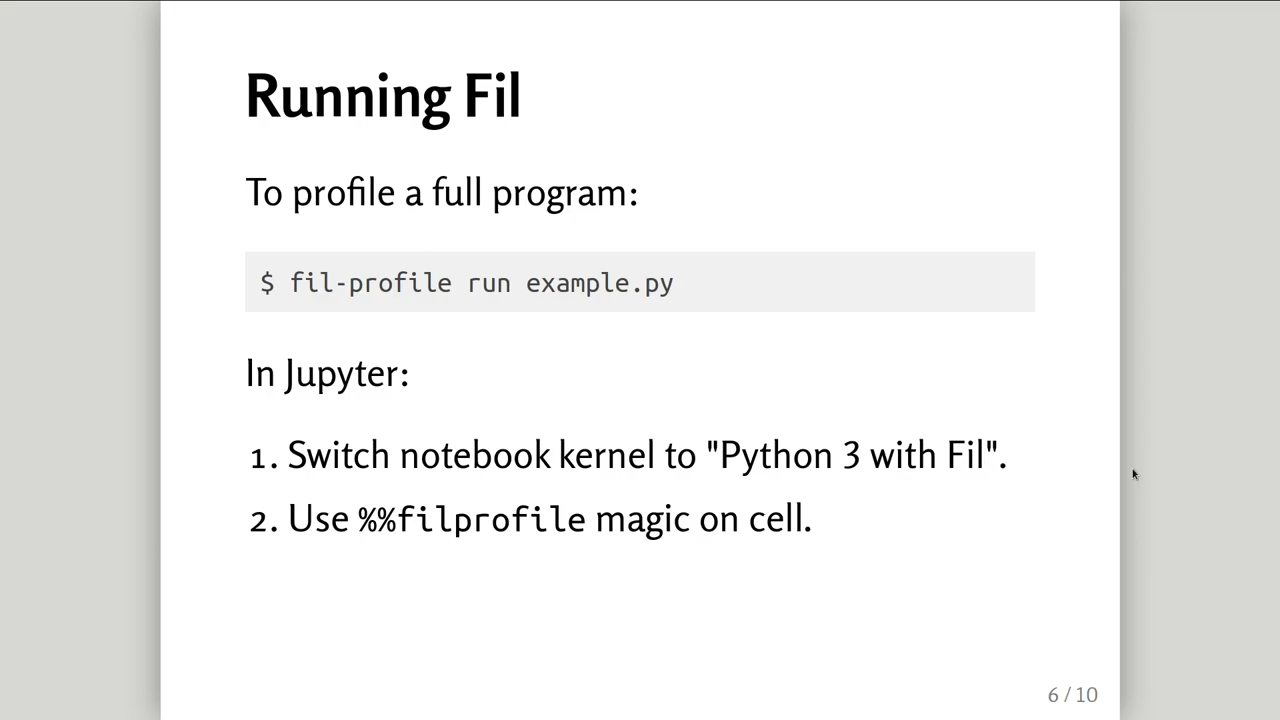 Running Fil
To profile a full program:
$ fil-profile run example.py
In Jupyter:
1. Switch notebook kernel to "Python 3 with Fil".
2. Use %%filprofile magic on cell.
6 / 10